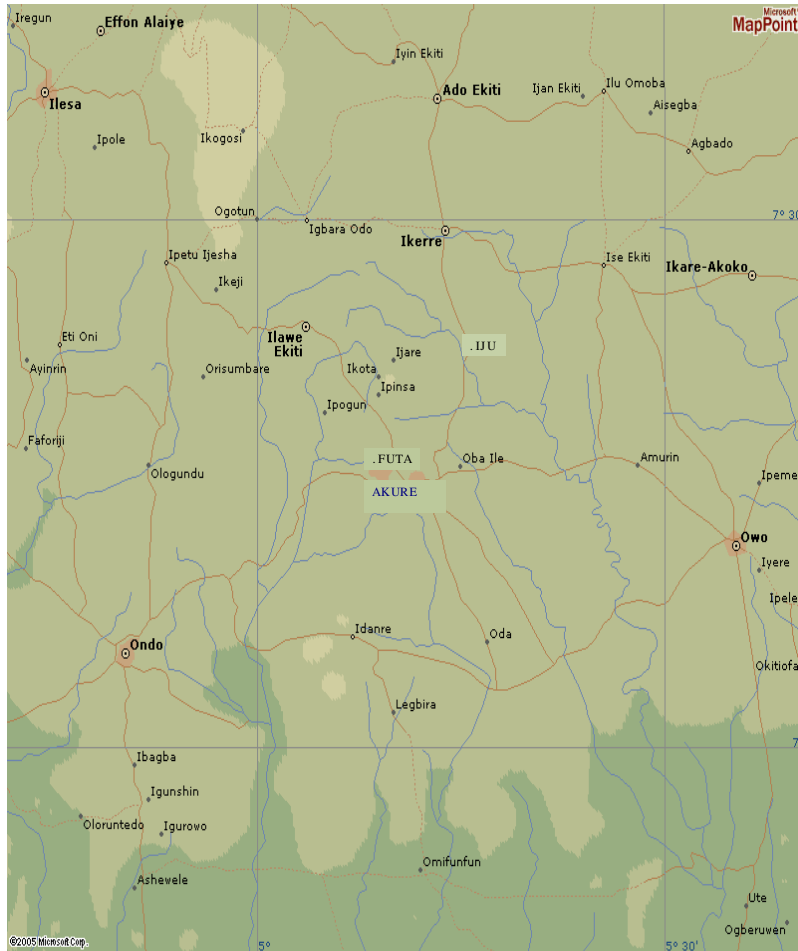 Iregun
Effon Alaiye
Microsoft
MapPoint
Iyin Ekiti
Ado Ekiti
Ijan Ekiti
Ilu Omoba
Ilesa
Aisegba
Ipole
Ikogosi
Agbado
Ogotun
7° 30
Igbara Odo
Ikerre
Ipetu Ijesha
Ise Ekiti
Ikare-Akoko
Ikeji
Eti Oni
Ilawe
Ekiti
. IJU
Ijare
Ayinrin
Orisumbare
Ikota
Ipinsa
Ipogun
Faforiji
. FUTA
Oba Ile
Amurin
Ologundu
Ipeme
AKURE
Owo
Iyere
Ipele
Idanre
Oda
Ondo
Okitiofa
Legbira
7
Ibagba
Igunshin
Oloruntedo
Igurowo
Omifunfun
Ashewele
Ute
Ogberuwen
©2005 Microsoft Corp.
5°
5° 30'